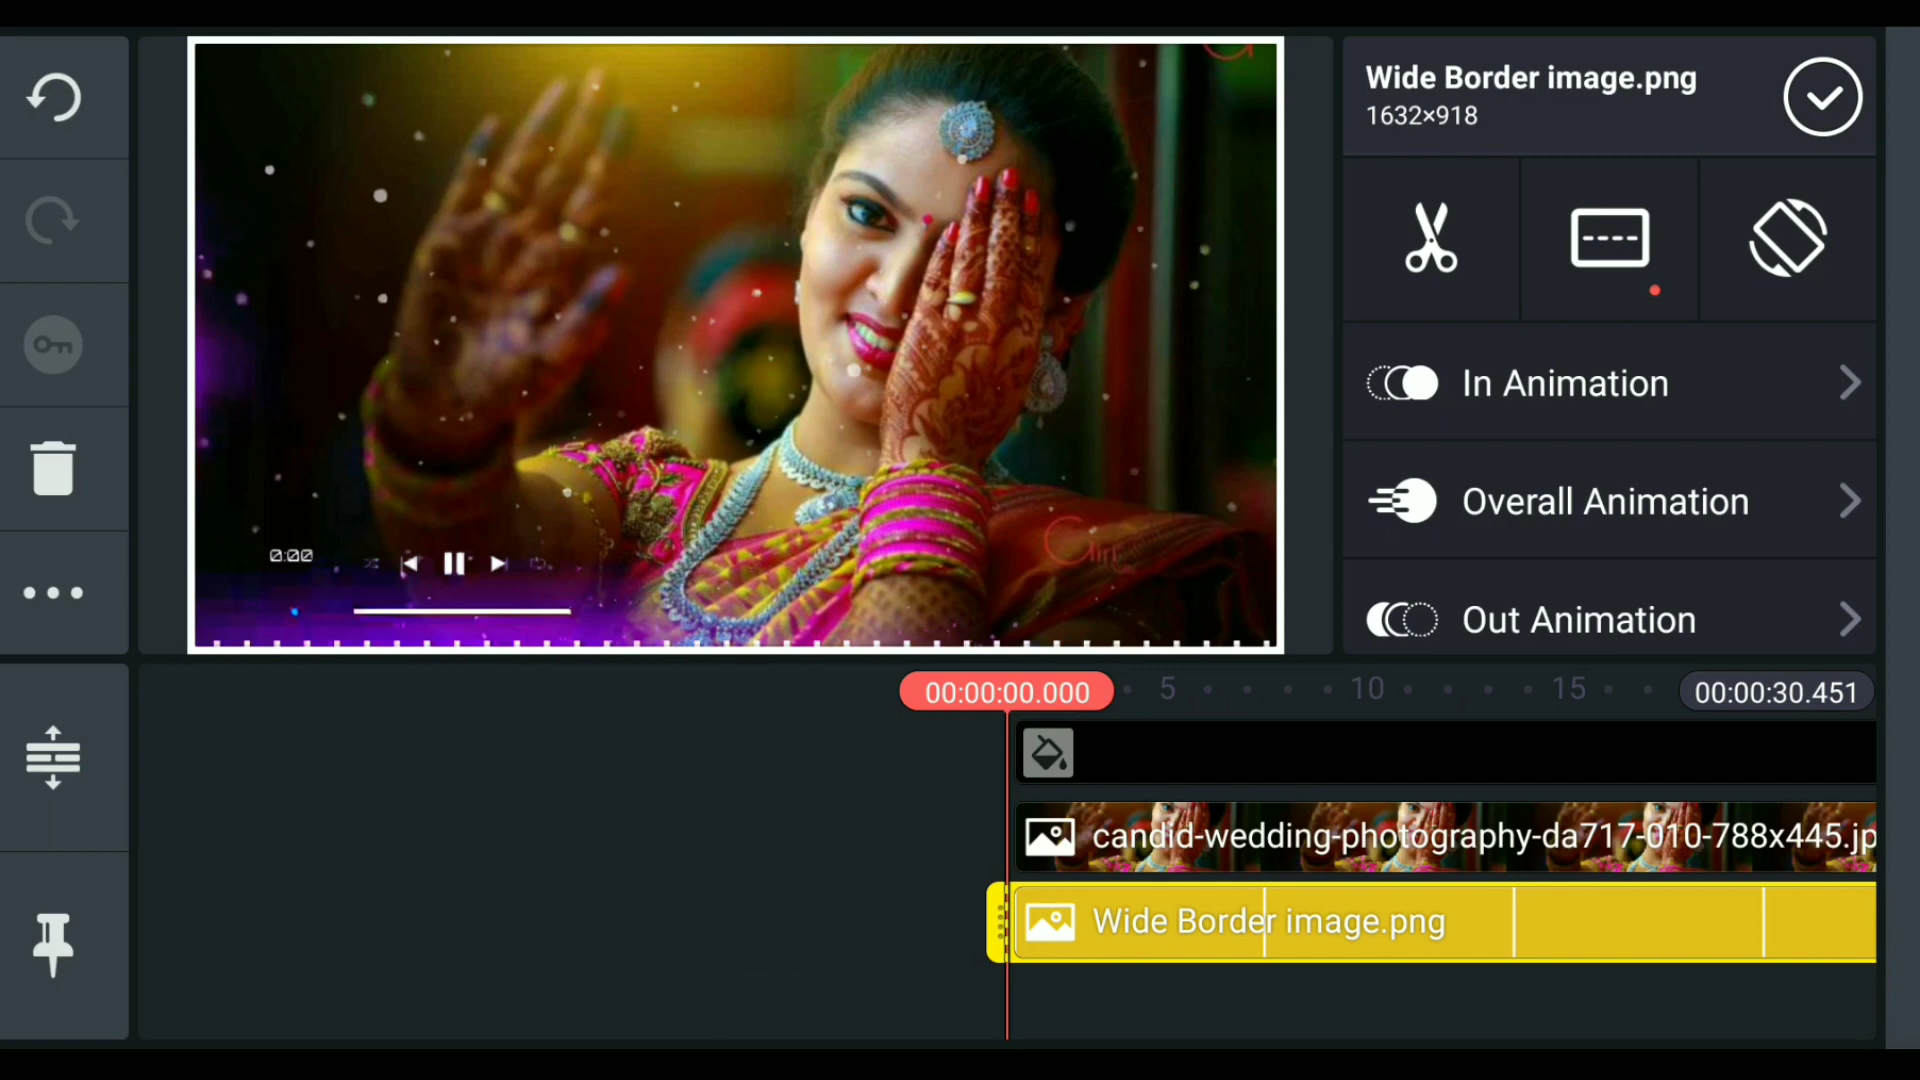 Wide Border image.png
1632×918
In Animation
Overall Animation
Out Animation
0:00
00:00:00.000
5
10
15
00:00:30.451
candid-wedding-photography-da717-010-788x445.jp
Wide Border image.png